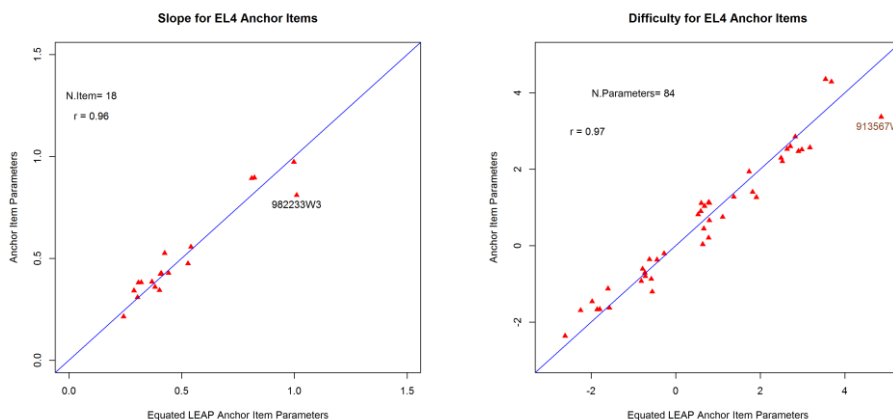 Slope for EL4 Anchor Items
Anchor Item Parameters
1.5
1.0
0.5
0.0
N.Item= 18
r = 0.96
982233W3
0.0 0.5 1.0 1.5
Equated LEAP Anchor Item Parameters
Difficulty for EL4 Anchor Items
Anchor Item Parameters
4
2
0
-2
N.Parameters= 84
r = 0.97
913567V
-2 0 2 4
Equated LEAP Anchor Item Parameters